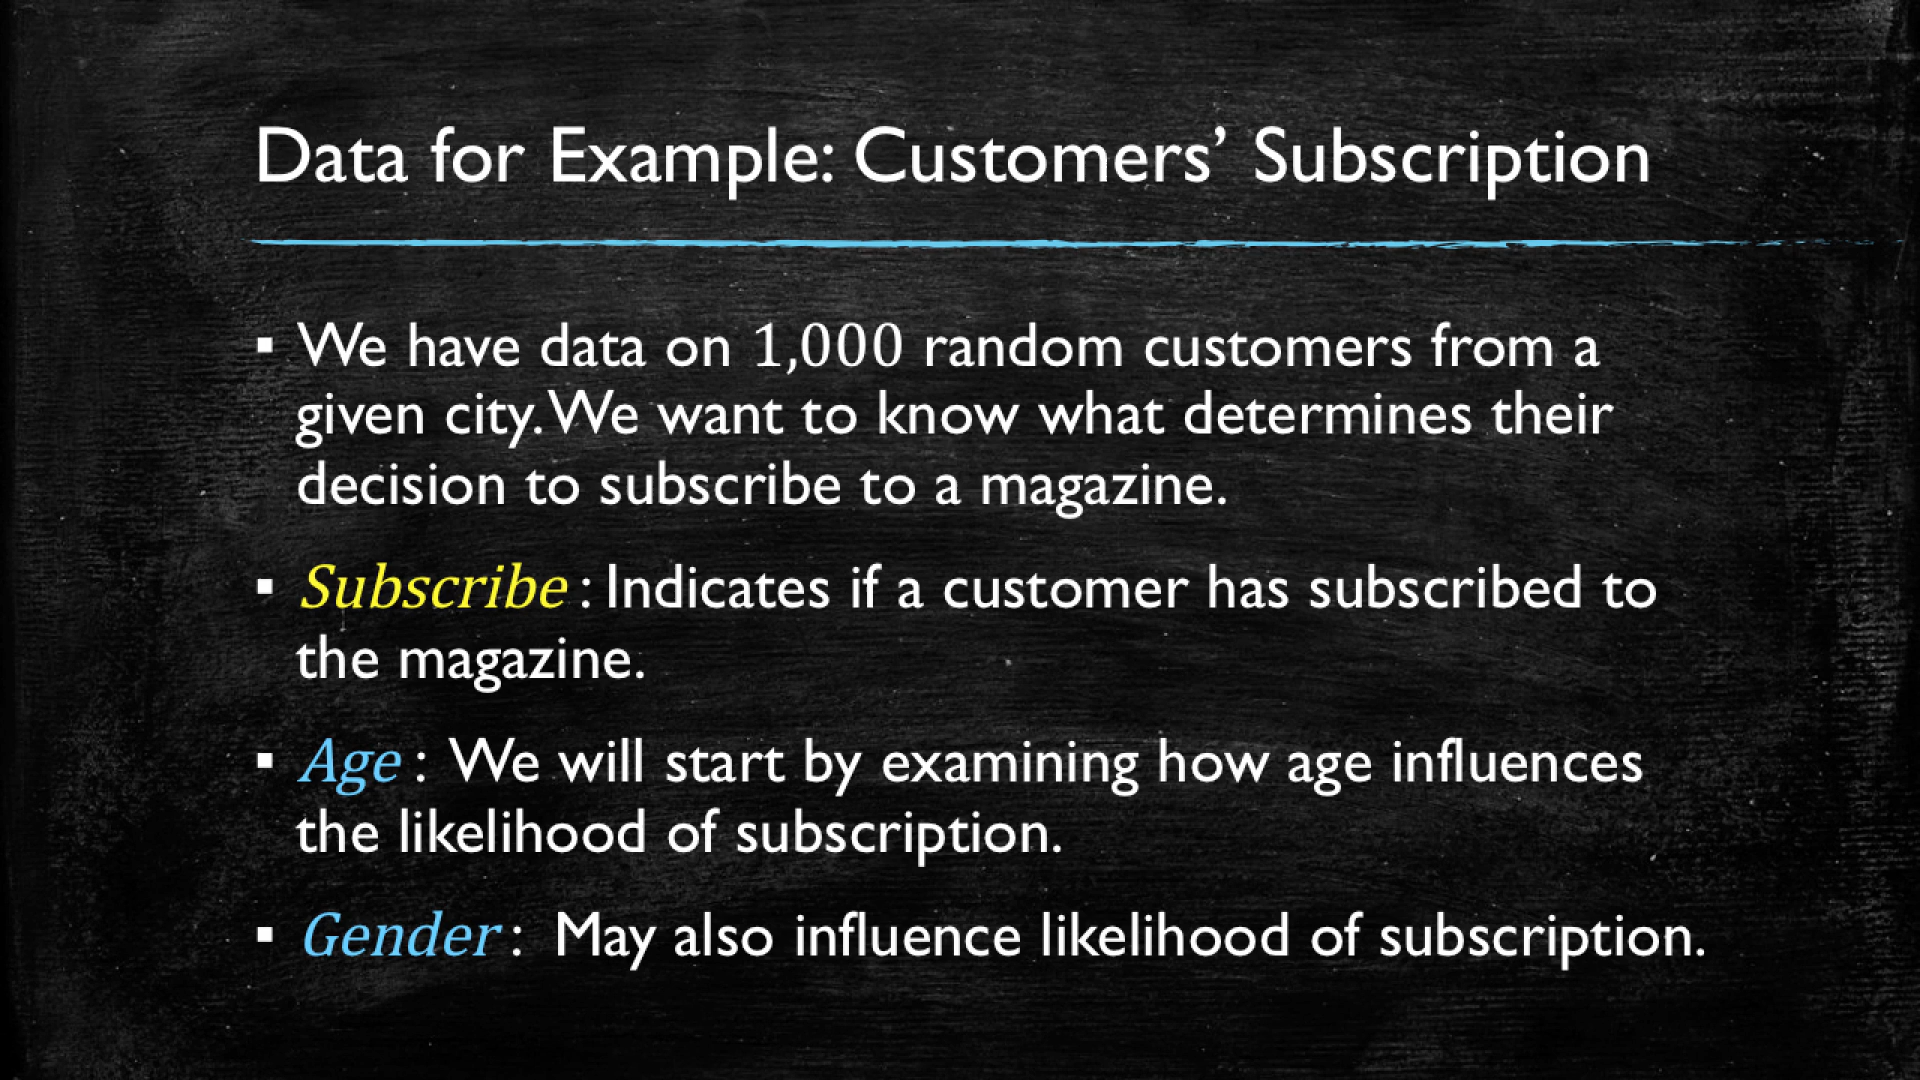 Data for Example: Customers’ Subscription
▪ We have data on 1,000 random customers from a
given city. We want to know what determines their
decision to subscribe to a magazine.
▪ Subscribe : Indicates if a customer has subscribed to
the magazine.
▪ Age : We will start by examining how age influences
the likelihood of subscription.
▪ Gender : May also influence likelihood of subscription.